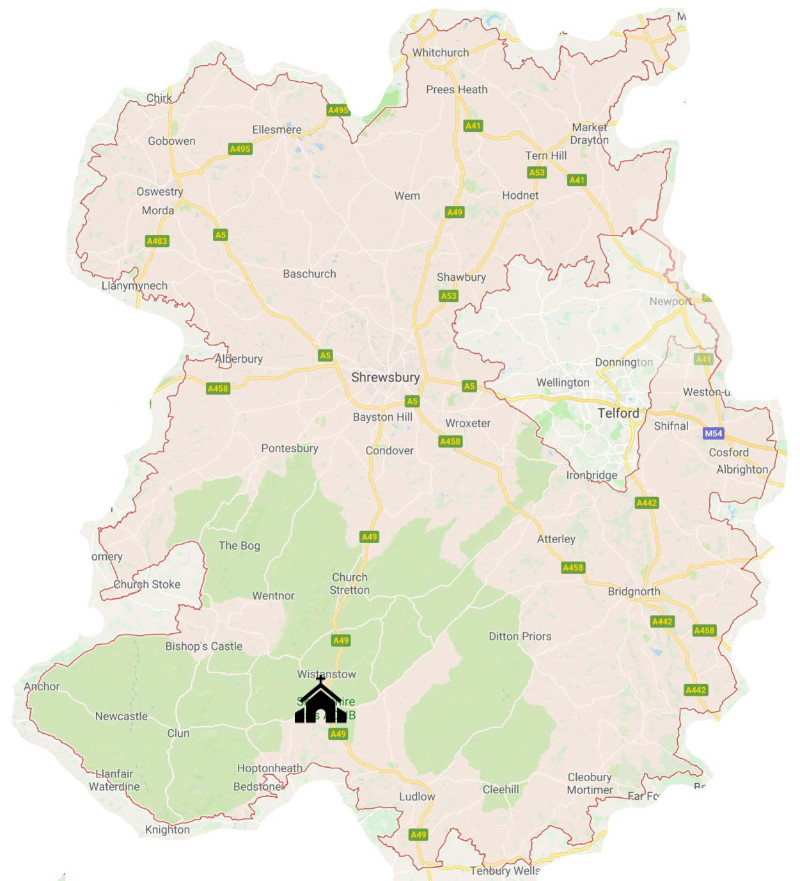 M
Whitchurch
Prees Heath
Chirk
A495
Ellesmere
A41
Market
Drayton
Gobowen
A495
Tern Hill
A53
A41
Oswestry
Wem
Hodnet
Morda
A49
A5
A483
Baschurch
Shawbury
Llanymynech
A53
Newport
A5
Alberbury
A41
Donnington
Shrewsbury
Wellington
A458
A5
Weston-u
A5
Telford
Bayston Hill
Wroxeter
Shifnal
M54
A458
Pontesbury
Condover
Cosford
Albrighton
Ironbridge
A442
A49
Atterley
The Bog
omery
A458
Church
Stretton
Church Stoke
Wentnor
Bridgnorth
A442
A458
A49
Ditton Priors
Bishop's Castle
Wistanstow
Anchor
A442
S ire
B
Newcastle
Clun
A49
Hoptonheath
Llanfair
Waterdine
Bedstone
Cleobury
Mortimer
Cleehill
Ludlow
Far Fo
Knighton
A49
Tenbury Wells